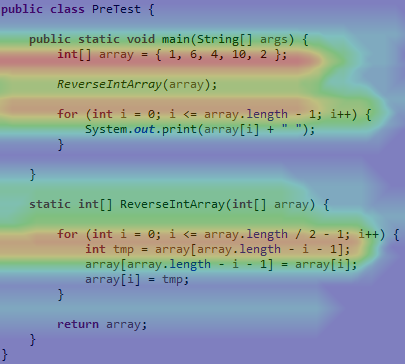 public class PreTest {
public static void main(String[] args) {
int[] array = { 1, 6, 4, 10, 2 };
ReverseIntArray(array);
for (int i = 0; i <= array.length - 1; i++) {
System.out.print(array[i] + " ");
}
}
static int[] ReverseIntArray(int[] array) {
for (int i = 0; i <= array.length / 2 - 1; i++) {
int tmp = array[array.length - i - 1];
array[array.length - i - 1] = array[i];
array[i] = tmp;
}
return array;
}
}